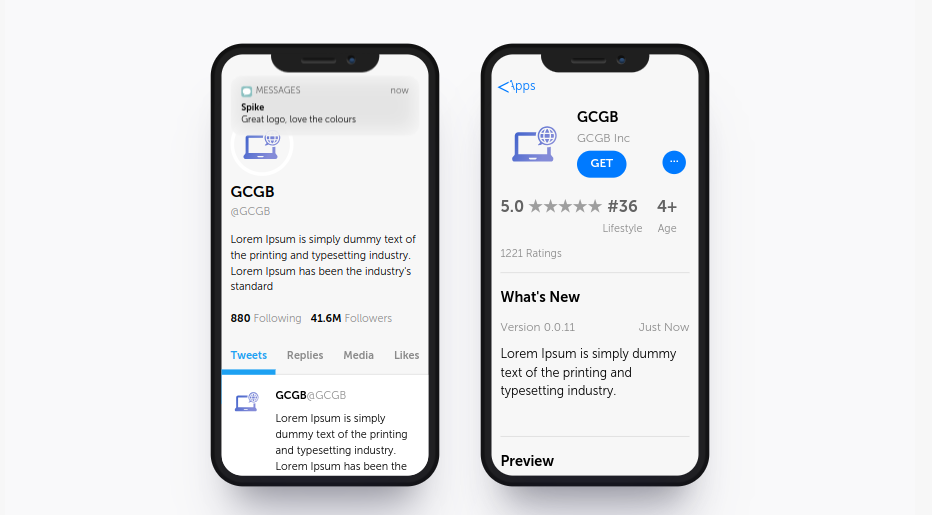 MESSAGES now
Spike
Great logo, love the colours
GCGB
@GCGB
Lorem Ipsum is simply dummy text of
the printing and typesetting industry.
Lorem Ipsum has been the industry's
standard
880 Following 41.6M Followers
Tweets Replies Media Likes
GCGB@GCGB
Lorem Ipsum is simply
dummy text of the printing
and typesetting industry.
Lorem Ipsum has been the
Apps
GCGB
GCGB Inc
GET ...
5.0 ★★★★★ #36 4+
Lifestyle Age
1221 Ratings
What's New
Version 0.0.11 Just Now
Lorem Ipsum is simply dummy
text of the printing and
typesetting industry.
Preview